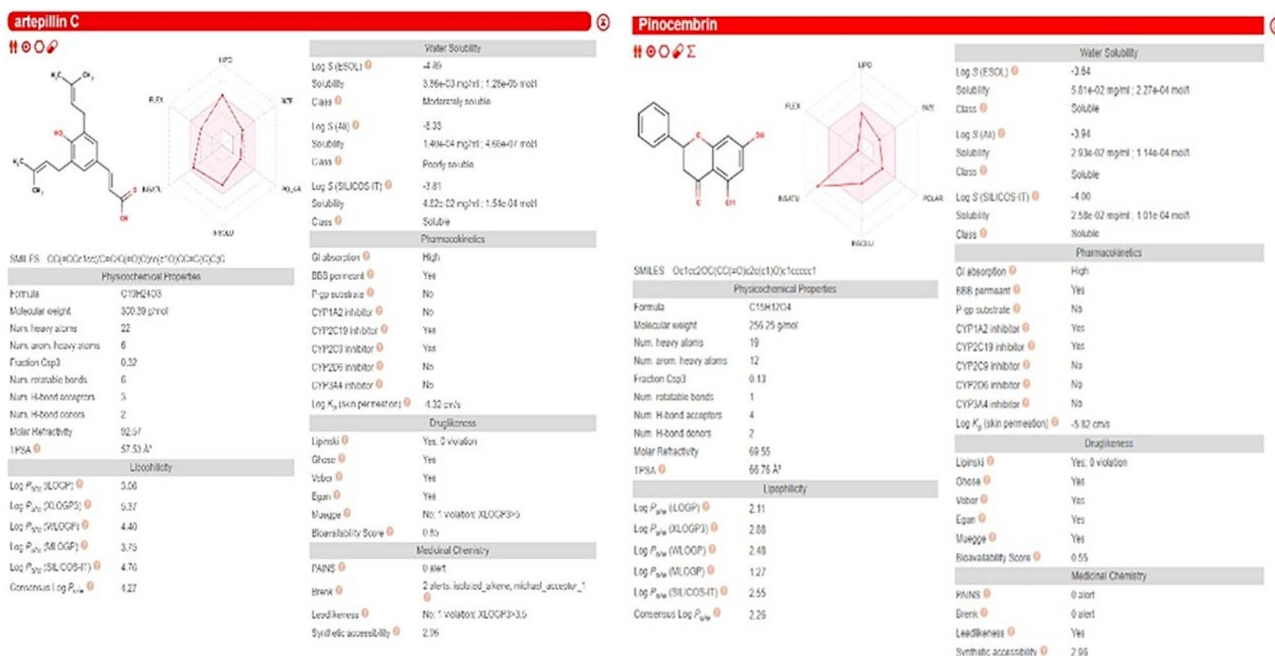 artepillin C
LIPO
FLEX
SIZE
INSATU
POLAR
INSOLU
H₃C
CH₃
HO
H₃C
CH₃
O
OH
SMILES
Physicochemical Properties
Formula C19H24O3
Molecular weight 300.39 g/mol
Num. heavy atoms 22
Num. arom. heavy atoms 6
Fraction Csp3 0.32
Num. rotatable bonds 6
Num. H-bond acceptors 3
Num. H-bond donors 2
Molar Refractivity 92.57
TPSA 57.53 Å²
Lipophilicity
Log Po/w (iLOGP) 3.06
Log Po/w (XLOGP3) 5.37
Log Po/w (WLOGP) 4.40
Log Po/w (MLOGP) 3.75
Log Po/w (SILICOS-IT) 4.76
Consensus Log Po/w 4.27
Water Solubility
Log S (ESOL) -4.89
Solubility 3.86e-03 mg/ml ; 1.28e-05 mol/l
Class Moderately soluble
Log S (Ali) -6.33
Solubility 1.40e-04 mg/ml ; 4.66e-07 mol/l
Class Poorly soluble
Log S (SILICOS-IT) -3.81
Solubility 4.62e-02 mg/ml ; 1.54e-04 mol/l
Class Soluble
Pharmacokinetics
GI absorption High
BBB permeant Yes
P-gp substrate No
CYP1A2 inhibitor No
CYP2C19 inhibitor Yes
CYP2C9 inhibitor Yes
CYP2D6 inhibitor No
CYP3A4 inhibitor No
Log Kp (skin permeation) -4.32 cm/s
Druglikeness
Lipinski Yes; 0 violation
Ghose Yes
Veber Yes
Egan Yes
Muegge No; 1 violation: XLOGP3>5
Bioavailability Score 0.85
Medicinal Chemistry
PAINS 0 alert
Brenk 2 alerts: isolated_alkene, michael_acceptor_1
Leadlikeness No; 1 violation: XLOGP3>3.5
Synthetic accessibility 2.96
Pinocembrin
LIPO
FLEX
SIZE
INSATU
POLAR
INSOLU
O
OH
O
OH
SMILES Oc1cc2OC(CC(=O)c2c(c1)O)c1ccccc1
Physicochemical Properties
Formula C15H12O4
Molecular weight 256.25 g/mol
Num. heavy atoms 19
Num. arom. heavy atoms 12
Fraction Csp3 0.13
Num. rotatable bonds 1
Num. H-bond acceptors 4
Num. H-bond donors 2
Molar Refractivity 69.55
TPSA 66.76 Å²
Lipophilicity
Log Po/w (iLOGP) 2.11
Log Po/w (XLOGP3) 2.88
Log Po/w (WLOGP) 2.48
Log Po/w (MLOGP) 1.27
Log Po/w (SILICOS-IT) 2.55
Consensus Log Po/w 2.26
Water Solubility
Log S (ESOL) -3.64
Solubility 5.81e-02 mg/ml ; 2.27e-04 mol/l
Class Soluble
Log S (Ali) -3.94
Solubility 2.93e-02 mg/ml ; 1.14e-04 mol/l
Class Soluble
Log S (SILICOS-IT) -4.00
Solubility 2.58e-02 mg/ml ; 1.01e-04 mol/l
Class Soluble
Pharmacokinetics
GI absorption High
BBB permeant Yes
P-gp substrate No
CYP1A2 inhibitor Yes
CYP2C19 inhibitor Yes
CYP2C9 inhibitor No
CYP2D6 inhibitor No
CYP3A4 inhibitor No
Log Kp (skin permeation) -5.82 cm/s
Druglikeness
Lipinski Yes; 0 violation
Ghose Yes
Veber Yes
Egan Yes
Muegge Yes
Bioavailability Score 0.55
Medicinal Chemistry
PAINS 0 alert
Brenk 0 alert
Leadlikeness Yes
Synthetic accessibility 2.96